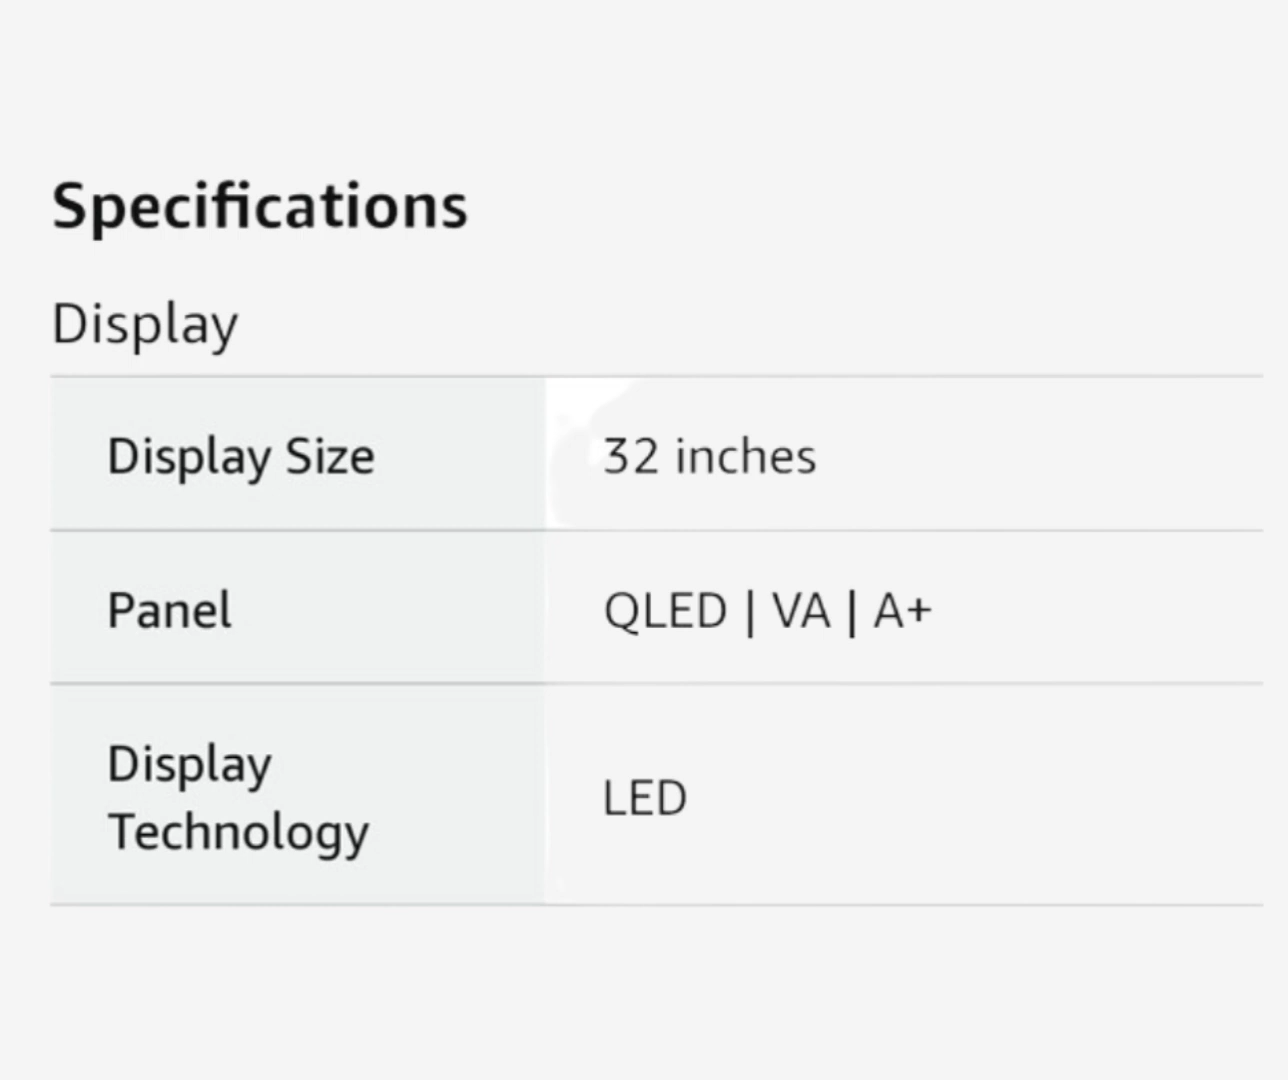 Specifications
Display
Display Size
32 inches
Panel
QLED | VA | A+
Display
Technology
LED